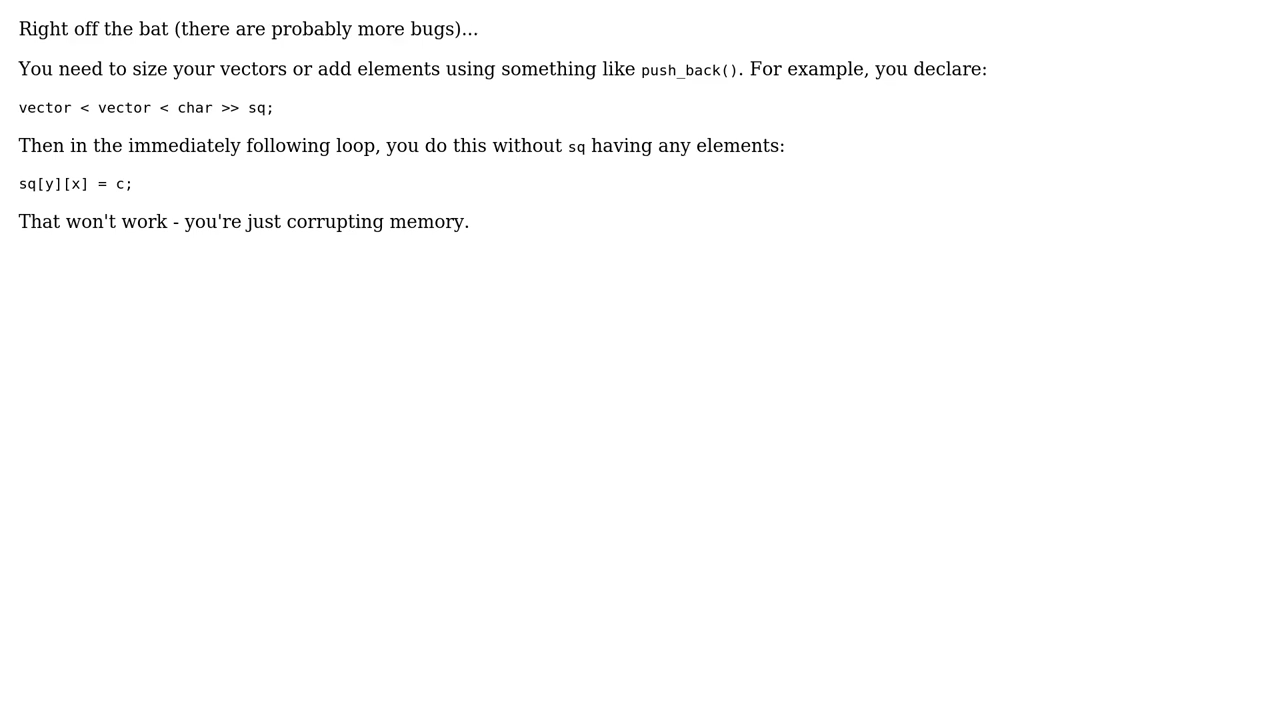 Right off the bat (there are probably more bugs)...
You need to size your vectors or add elements using something like push_back(). For example, you declare:
vector < vector < char >> sq;
Then in the immediately following loop, you do this without sq having any elements:
sq[y][x] = c;
That won't work - you're just corrupting memory.